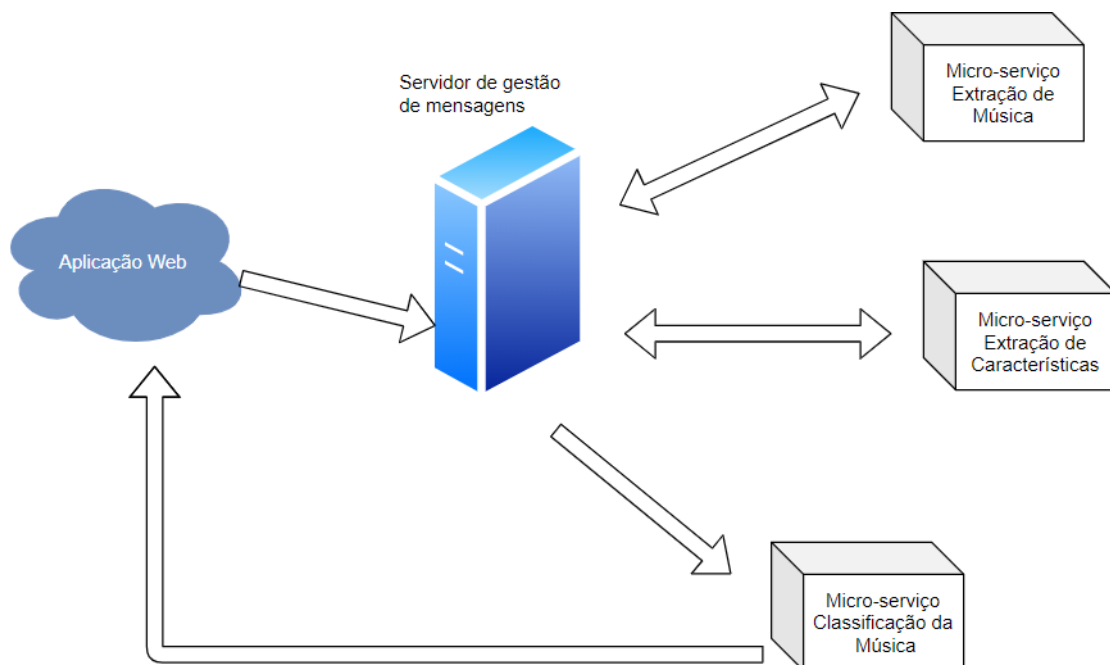 Servidor de gestão
de mensagens
Micro-serviço
Extração de
Música
Aplicação Web
Micro-serviço
Extração de
Características
Micro-serviço
Classificação da
Música